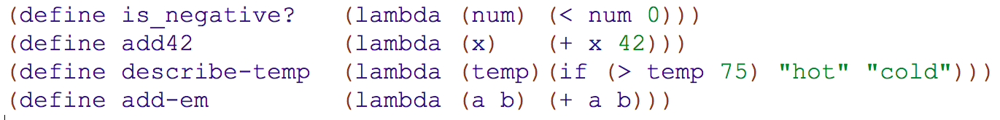 (define is_negative? (lambda (num) (< num 0)))
(define add42 (lambda (x) (+ x 42)))
(define describe-temp (lambda (temp)(if (> temp 75) "hot" "cold")))
(define add-em (lambda (a b) (+ a b)))